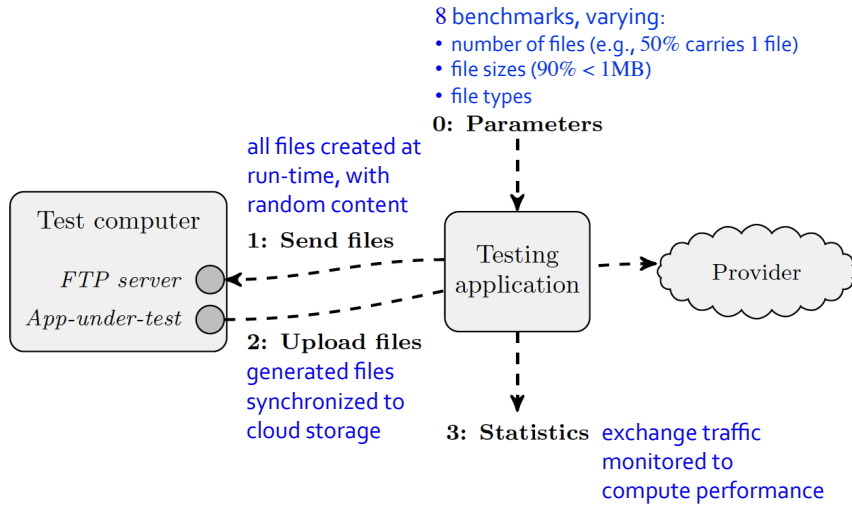 8 benchmarks, varying:
• number of files (e.g., 50% carries 1 file)
• file sizes (90% < 1MB)
• file types
0: Parameters
all files created at
run-time, with
random content
1: Send files
Test computer
FTP server
App-under-test
Testing
application
Provider
2: Upload files
generated files
synchronized to
cloud storage
3: Statistics
exchange traffic
monitored to
compute performance